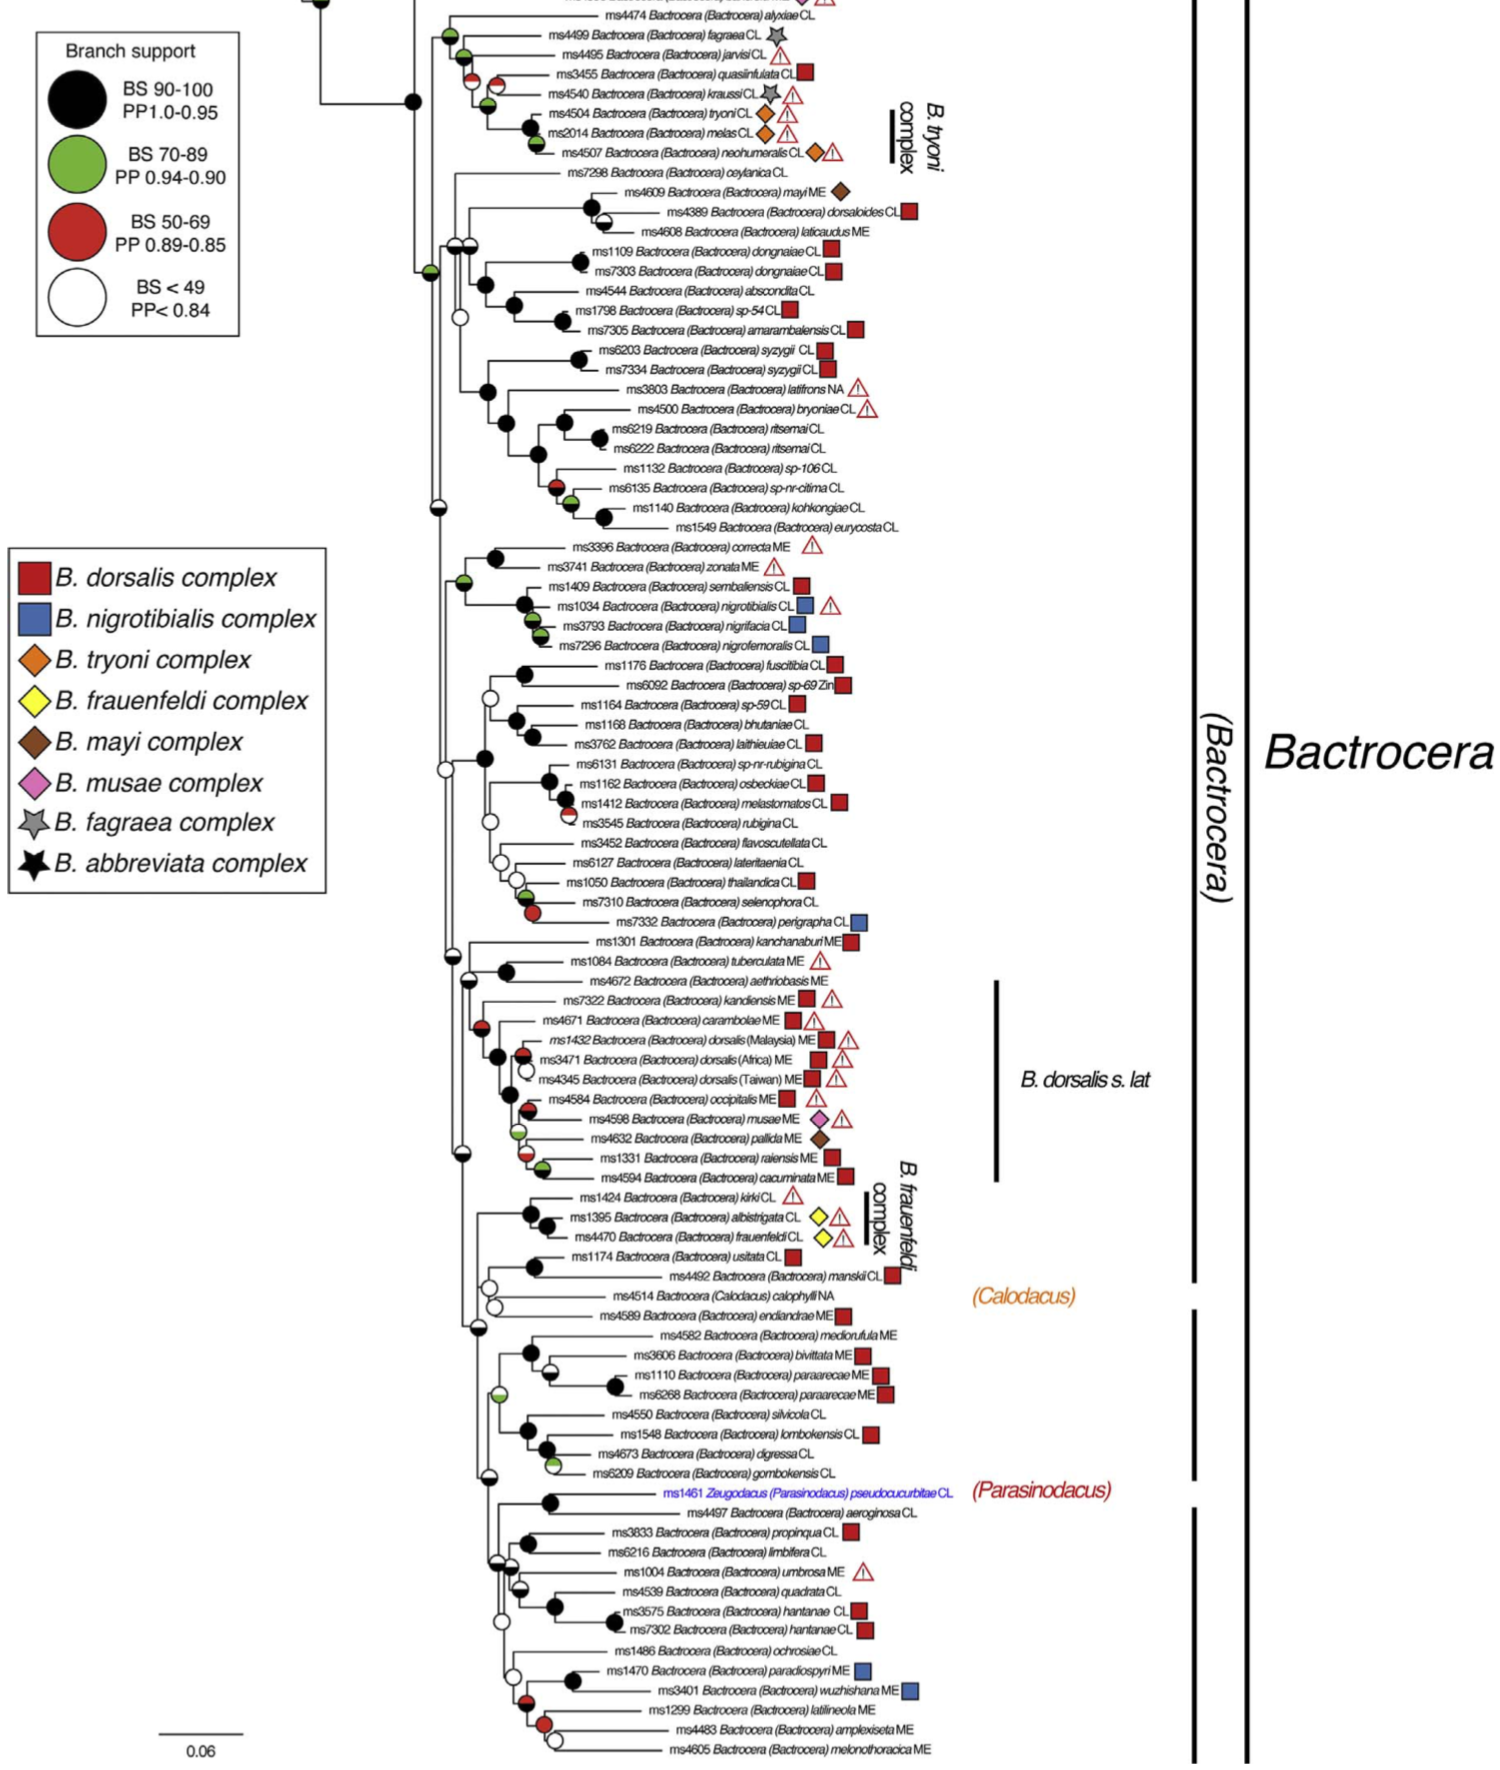 Branch support
BS 90-100
PP1.0-0.95
BS 70-89
PP 0.94-0.90
BS 50-69
PP 0.89-0.85
BS < 49
PP< 0.84
B. dorsalis complex
B. nigrotibialis complex
B. tryoni complex
B. frauenfeldi complex
B. mayi complex
B. musae complex
B. fagraea complex
B. abbreviata complex
ms4474 Bactrocera (Bactrocera) alyxiae CL
ms4499 Bactrocera (Bactrocera) fagraea CL
ms4495 Bactrocera (Bactrocera) jarvisi CL
ms3455 Bactrocera (Bactrocera) quasiinfulata CL
ms4540 Bactrocera (Bactrocera) kraussi CL
ms4504 Bactrocera (Bactrocera) tryoni CL
ms2014 Bactrocera (Bactrocera) melas CL
ms4507 Bactrocera (Bactrocera) neohumeralis CL
B. tryoni
complex
ms7298 Bactrocera (Bactrocera) ceylanica CL
ms4609 Bactrocera (Bactrocera) mayi ME
ms4389 Bactrocera (Bactrocera) dorsaloides CL
ms4608 Bactrocera (Bactrocera) laticaudus ME
ms1109 Bactrocera (Bactrocera) dongnaiae CL
ms7303 Bactrocera (Bactrocera) dongnaiae CL
ms4544 Bactrocera (Bactrocera) abscondita CL
ms1798 Bactrocera (Bactrocera) sp-54 CL
ms7305 Bactrocera (Bactrocera) amarambalensis CL
ms6203 Bactrocera (Bactrocera) syzygii CL
ms7334 Bactrocera (Bactrocera) syzygii CL
ms3803 Bactrocera (Bactrocera) latifrons NA
ms4500 Bactrocera (Bactrocera) bryoniae CL
ms6219 Bactrocera (Bactrocera) ritsemai CL
ms6222 Bactrocera (Bactrocera) ritsemai CL
ms1132 Bactrocera (Bactrocera) sp-106 CL
ms6135 Bactrocera (Bactrocera) sp-nr-citima CL
ms1140 Bactrocera (Bactrocera) kohkongiae CL
ms1549 Bactrocera (Bactrocera) eurycosta CL
ms3396 Bactrocera (Bactrocera) correcta ME
ms3741 Bactrocera (Bactrocera) zonata ME
ms1409 Bactrocera (Bactrocera) sembaliensis CL
ms1034 Bactrocera (Bactrocera) nigrotibialis CL
ms3793 Bactrocera (Bactrocera) nigrifacia CL
ms7296 Bactrocera (Bactrocera) nigrofemoralis CL
ms1176 Bactrocera (Bactrocera) fuscitibia CL
ms6092 Bactrocera (Bactrocera) sp-69 Zin
ms1164 Bactrocera (Bactrocera) sp-59 CL
ms1168 Bactrocera (Bactrocera) bhutaniae CL
ms3762 Bactrocera (Bactrocera) laithieuiae CL
ms6131 Bactrocera (Bactrocera) sp-nr-rubigina CL
ms1162 Bactrocera (Bactrocera) osbeckiae CL
ms1412 Bactrocera (Bactrocera) melastomatos CL
ms3545 Bactrocera (Bactrocera) rubigina CL
ms3452 Bactrocera (Bactrocera) flavoscutellata CL
ms6127 Bactrocera (Bactrocera) lateritaenia CL
ms1050 Bactrocera (Bactrocera) thailandica CL
ms7310 Bactrocera (Bactrocera) selenophora CL
ms7332 Bactrocera (Bactrocera) perigrapha CL
ms1301 Bactrocera (Bactrocera) kanchanaburi ME
ms1084 Bactrocera (Bactrocera) tuberculata ME
ms4672 Bactrocera (Bactrocera) aethriobasis ME
ms7322 Bactrocera (Bactrocera) kandiensis ME
ms4671 Bactrocera (Bactrocera) carambolae ME
ms1432 Bactrocera (Bactrocera) dorsalis (Malaysia) ME
ms3471 Bactrocera (Bactrocera) dorsalis (Africa) ME
ms4345 Bactrocera (Bactrocera) dorsalis (Taiwan) ME
ms4584 Bactrocera (Bactrocera) occipitalis ME
ms4598 Bactrocera (Bactrocera) musae ME
ms4632 Bactrocera (Bactrocera) pallida ME
ms1331 Bactrocera (Bactrocera) raiensis ME
ms4594 Bactrocera (Bactrocera) cacuminata ME
B. dorsalis s. lat
ms1424 Bactrocera (Bactrocera) kirki CL
ms1395 Bactrocera (Bactrocera) albistrigata CL
ms4470 Bactrocera (Bactrocera) frauenfeldi CL
B. frauenfeldi
complex
ms1174 Bactrocera (Bactrocera) usitata CL
ms4492 Bactrocera (Bactrocera) manskii CL
ms4514 Bactrocera (Calodacus) calophylli NA
(Calodacus)
ms4589 Bactrocera (Bactrocera) endiandrae ME
ms4582 Bactrocera (Bactrocera) mediorufula ME
ms3606 Bactrocera (Bactrocera) bivittata ME
ms1110 Bactrocera (Bactrocera) paraarecae ME
ms6268 Bactrocera (Bactrocera) paraarecae ME
ms4550 Bactrocera (Bactrocera) silvicola CL
ms1548 Bactrocera (Bactrocera) lombokensis CL
ms4673 Bactrocera (Bactrocera) digressa CL
ms6209 Bactrocera (Bactrocera) gombokensis CL
ms1461 Zeugodacus (Parasinodacus) pseudocucurbitae CL
(Parasinodacus)
ms4497 Bactrocera (Bactrocera) aeroginosa CL
ms3833 Bactrocera (Bactrocera) propinqua CL
ms6216 Bactrocera (Bactrocera) limbifera CL
ms1004 Bactrocera (Bactrocera) umbrosa ME
ms4539 Bactrocera (Bactrocera) quadrata CL
ms3575 Bactrocera (Bactrocera) hantanae CL
ms7302 Bactrocera (Bactrocera) hantanae CL
ms1486 Bactrocera (Bactrocera) ochrosiae CL
ms1470 Bactrocera (Bactrocera) paradiospyri ME
ms3401 Bactrocera (Bactrocera) wuzhishana ME
ms1299 Bactrocera (Bactrocera) latilineola ME
ms4483 Bactrocera (Bactrocera) amplexiseta ME
ms4605 Bactrocera (Bactrocera) melonothoracica ME
(Bactrocera)
Bactrocera
0.06